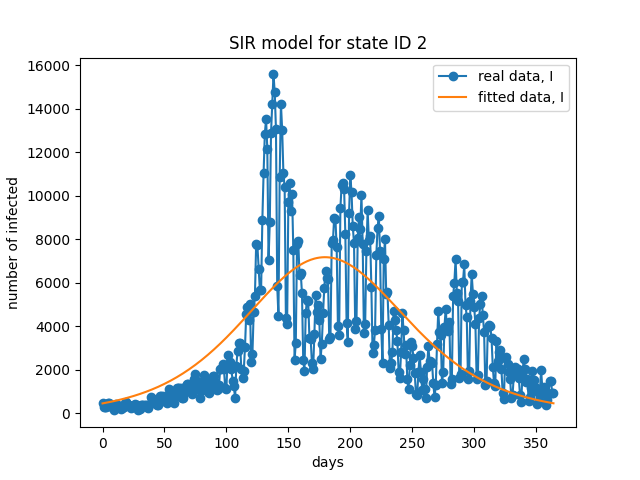 SIR model for state ID 2
real data, I
fitted data, I
16000
14000
12000
10000
8000
6000
4000
2000
0
number of infected
0 50 100 150 200 250 300 350
days